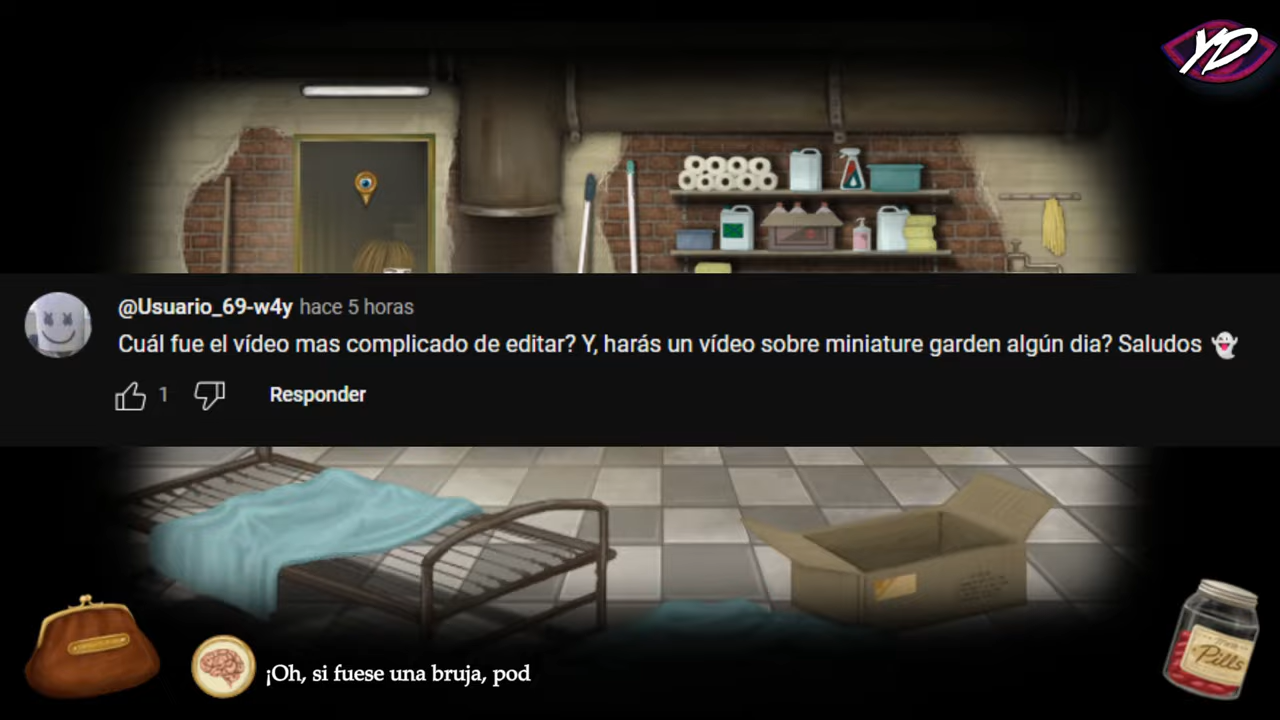 YD
@Usuario_69-w4y hace 5 horas
Cuál fue el vídeo mas complicado de editar? Y, harás un vídeo sobre miniature garden algún dia? Saludos 👻
1
Responder
¡Oh, si fuese una bruja, pod
Pills